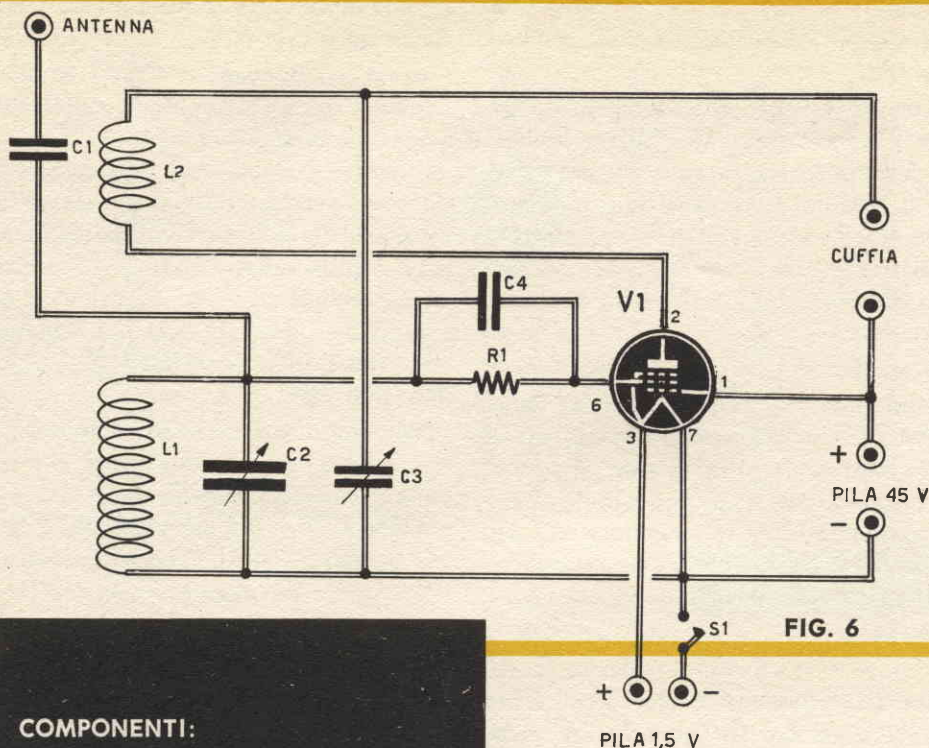 ANTENNA
C1
L2
CUFFIA
C4
V1
2
R1
1
6
3
7
L1
C2
C3
+
PILA 45 V
-
S1
FIG. 6
+
-
PILA 1,5 V
COMPONENTI: